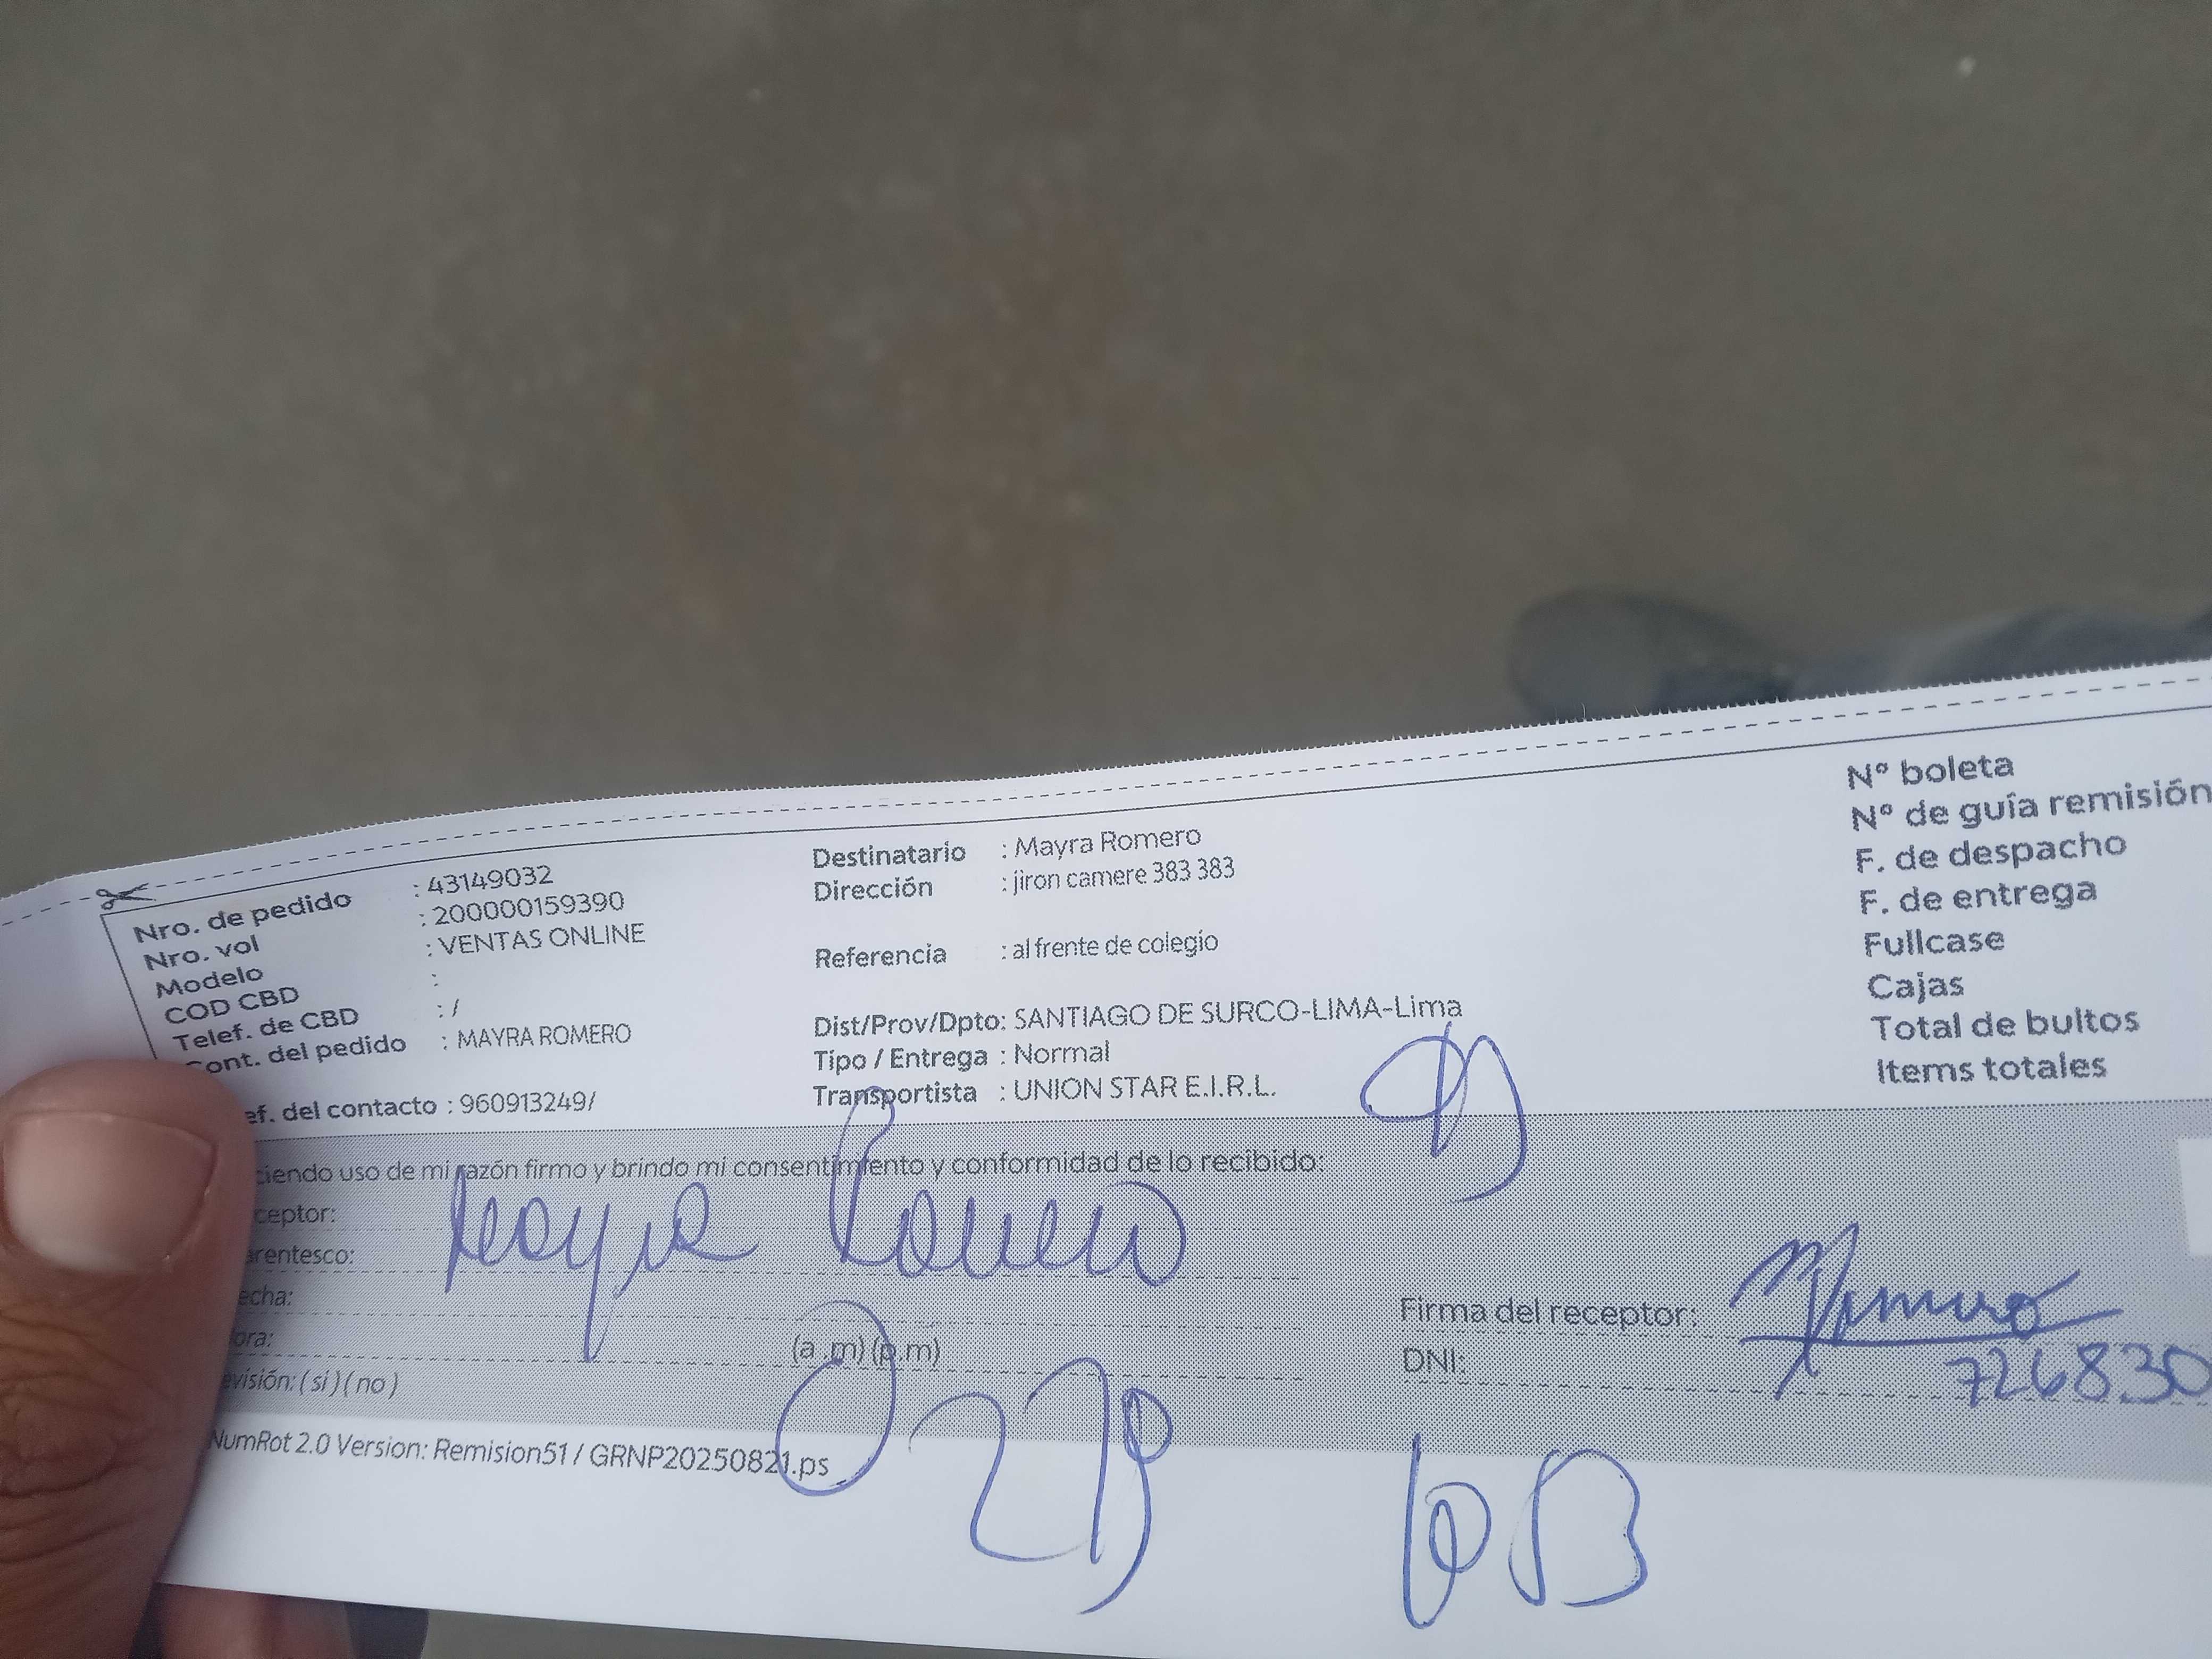 Nro. de pedido : 43149032
Nro. vol : 200000159390
Modelo : VENTAS ONLINE
COD CBD :
Telef. de CBD : /
ont. del pedido : MAYRA ROMERO
ef. del contacto : 960913249/
Destinatario : Mayra Romero
Dirección : jiron camere 383 383
Referencia : al frente de colegio
Dist/Prov/Dpto: SANTIAGO DE SURCO-LIMA-Lima
Tipo / Entrega : Normal
Transportista : UNION STAR E.I.R.L.
Nº boleta
Nº de guía remisión
F. de despacho
F. de entrega
Fullcase
Cajas
Total de bultos
Items totales
ciendo uso de mi razón firmo y brindo mi consentimiento y conformidad de lo recibido:
ceptor: Mayra Romero
arentesco:
echa:
ora: (a .m) (p.m)
evisión: ( si ) ( no )
Firma del receptor:
DNI: 726830
NumRot 2.0 Version: Remision51 / GRNP20250821.ps